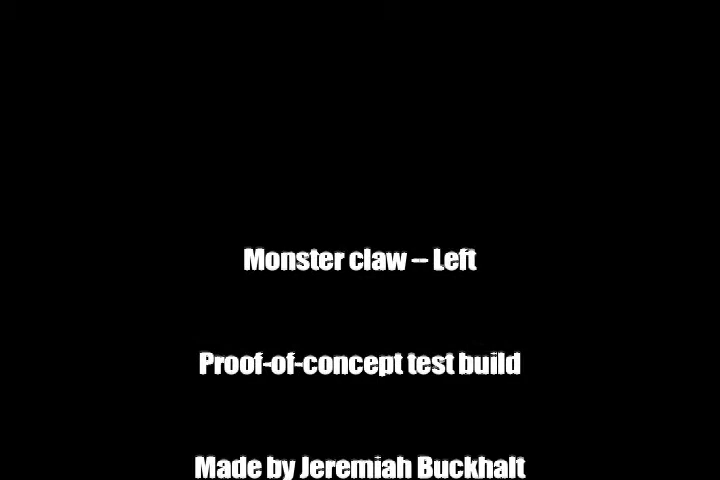 Monster claw -- Left
Proof-of-concept test build
Made by Jeremiah Buckhalt